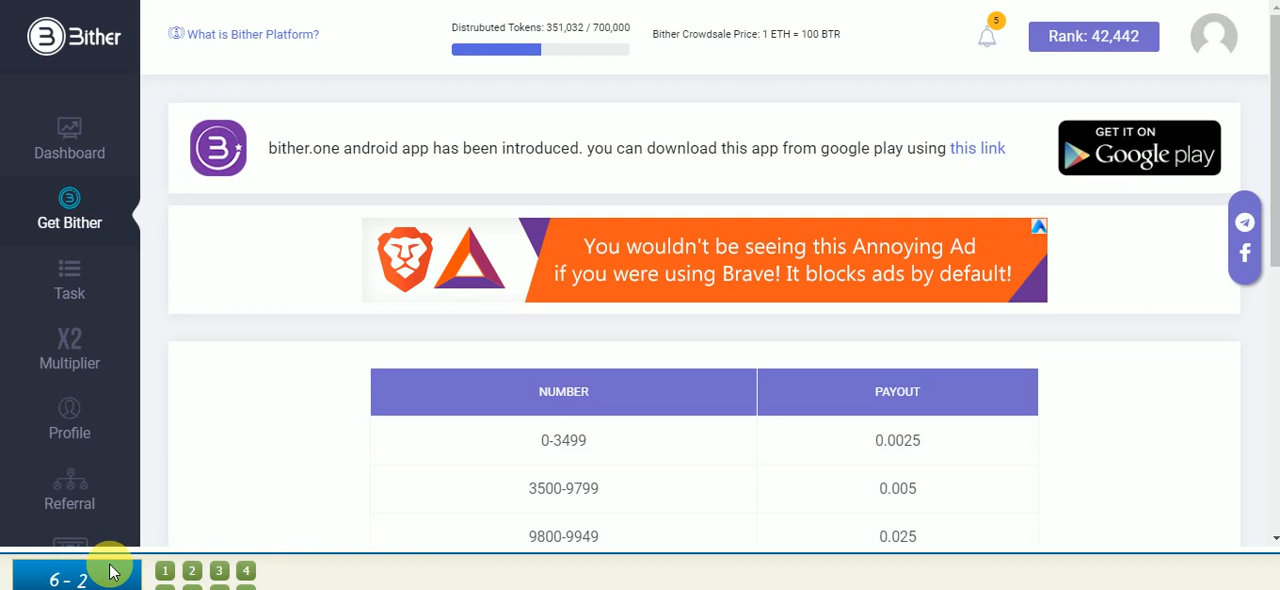 Bither
What is Bither Platform?
Distrubuted Tokens: 351,032 / 700,000
Bither Crowdsale Price: 1 ETH = 100 BTR
5
Rank: 42,442
Dashboard
Get Bither
Task
X2
Multiplier
Profile
Referral
bither.one android app has been introduced. you can download this app from google play using this link
GET IT ON
Google play
You wouldn't be seeing this Annoying Ad
if you were using Brave! It blocks ads by default!
NUMBER PAYOUT
0-3499 0.0025
3500-9799 0.005
9800-9949 0.025
6 - 2
1 2 3 4